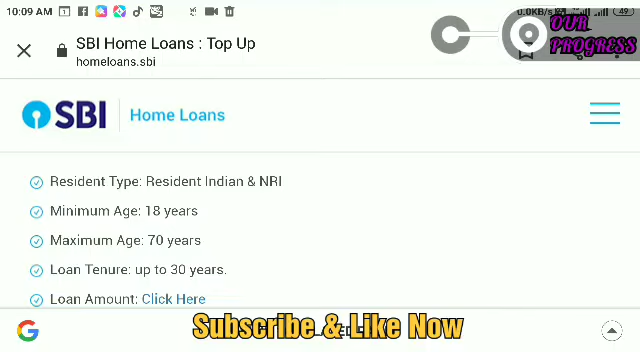 10:09 AM
0.0KB/s
49
OUR
PROGRESS
SBI Home Loans : Top Up
homeloans.sbi
SBI Home Loans
Resident Type: Resident Indian & NRI
Minimum Age: 18 years
Maximum Age: 70 years
Loan Tenure: up to 30 years.
Loan Amount: Click Here
Subscribe & Like Now